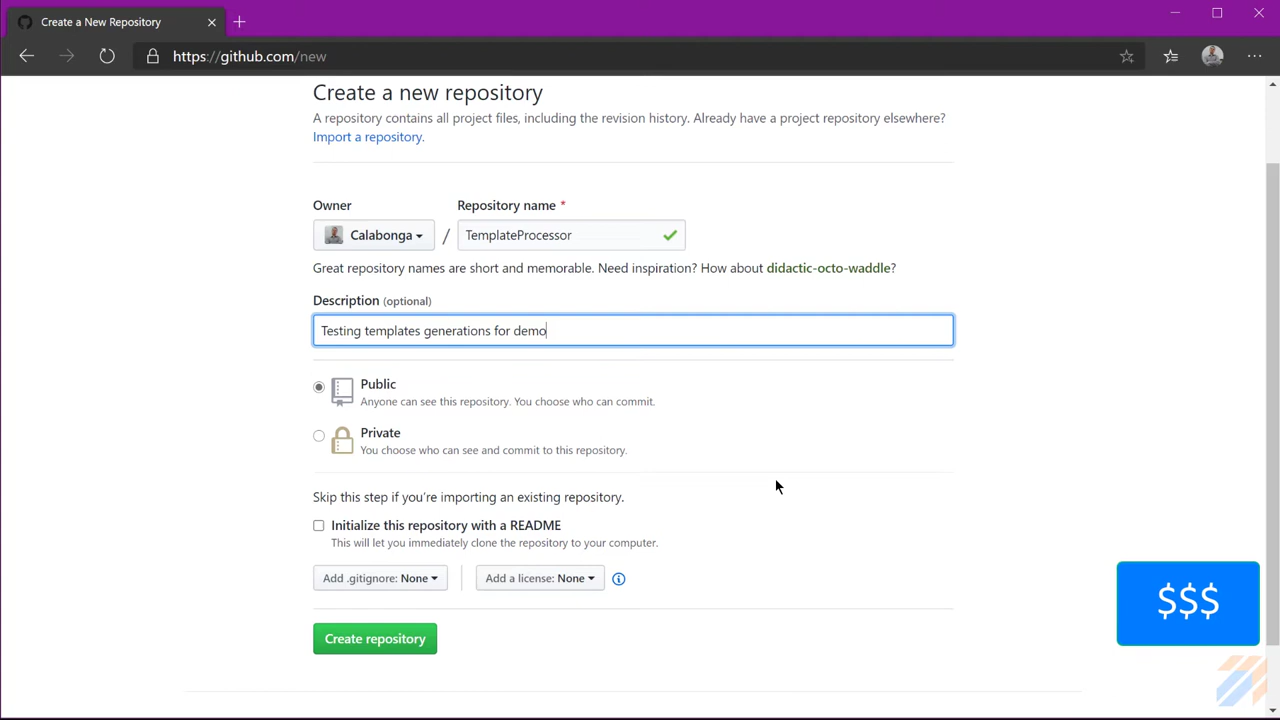 Create a New Repository
https://github.com/new
Create a new repository
A repository contains all project files, including the revision history. Already have a project repository elsewhere?
Import a repository.
Owner
Repository name *
Calabonga
/
TemplateProcessor
Great repository names are short and memorable. Need inspiration? How about didactic-octo-waddle?
Description (optional)
Testing templates generations for demo
Public
Anyone can see this repository. You choose who can commit.
Private
You choose who can see and commit to this repository.
Skip this step if you're importing an existing repository.
Initialize this repository with a README
This will let you immediately clone the repository to your computer.
Add .gitignore: None
Add a license: None
$$$
Create repository